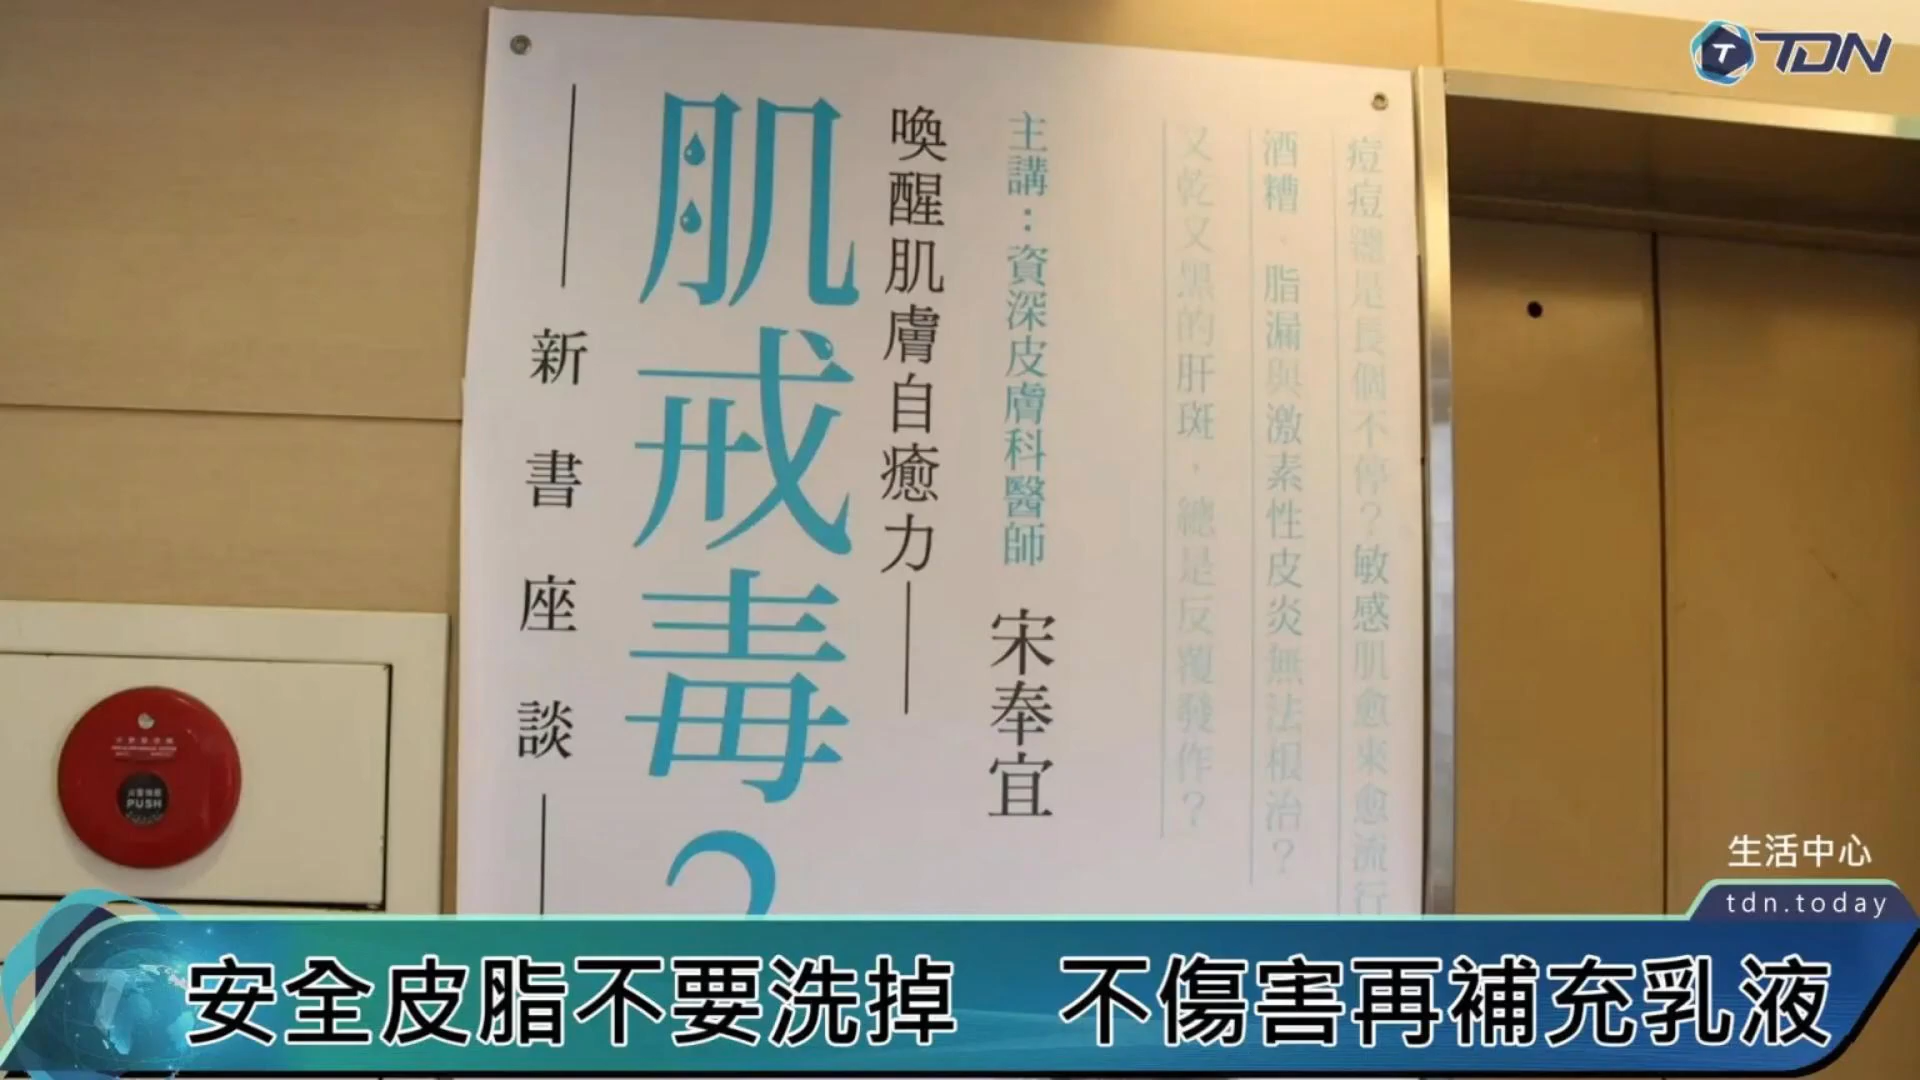 TDN
痘痘總是長個不停？敏感肌愈來愈流行
酒糟、脂漏與激素性皮炎無法根治？
又乾又黑的肝斑，總是反覆發作？
主講：資深皮膚科醫師 宋奉宜
喚醒肌膚自癒力
肌戒毒2
新書座談
PUSH
生活中心
tdn.today
安全皮脂不要洗掉 不傷害再補充乳液